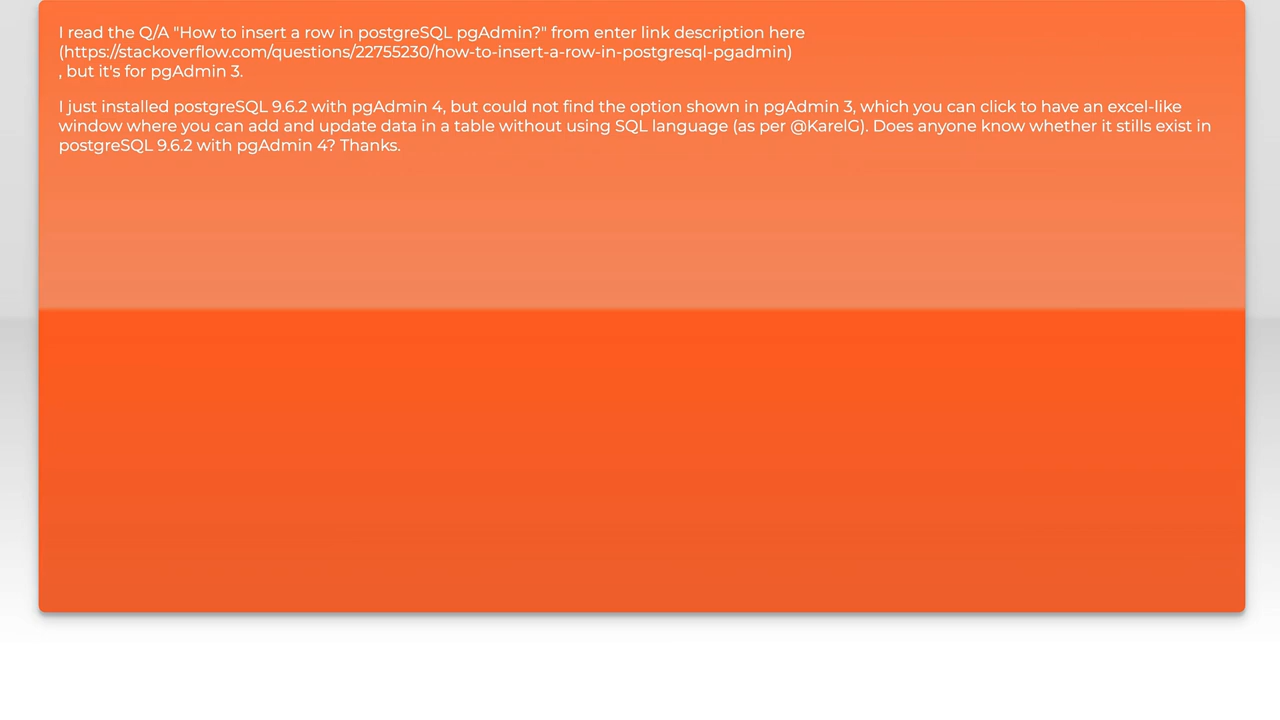 I read the Q/A "How to insert a row in postgreSQL pgAdmin?" from enter link description here
(https://stackoverflow.com/questions/22755230/how-to-insert-a-row-in-postgresql-pgadmin)
, but it's for pgAdmin 3.
I just installed postgreSQL 9.6.2 with pgAdmin 4, but could not find the option shown in pgAdmin 3, which you can click to have an excel-like
window where you can add and update data in a table without using SQL language (as per @KarelG). Does anyone know whether it stills exist in
postgreSQL 9.6.2 with pgAdmin 4? Thanks.